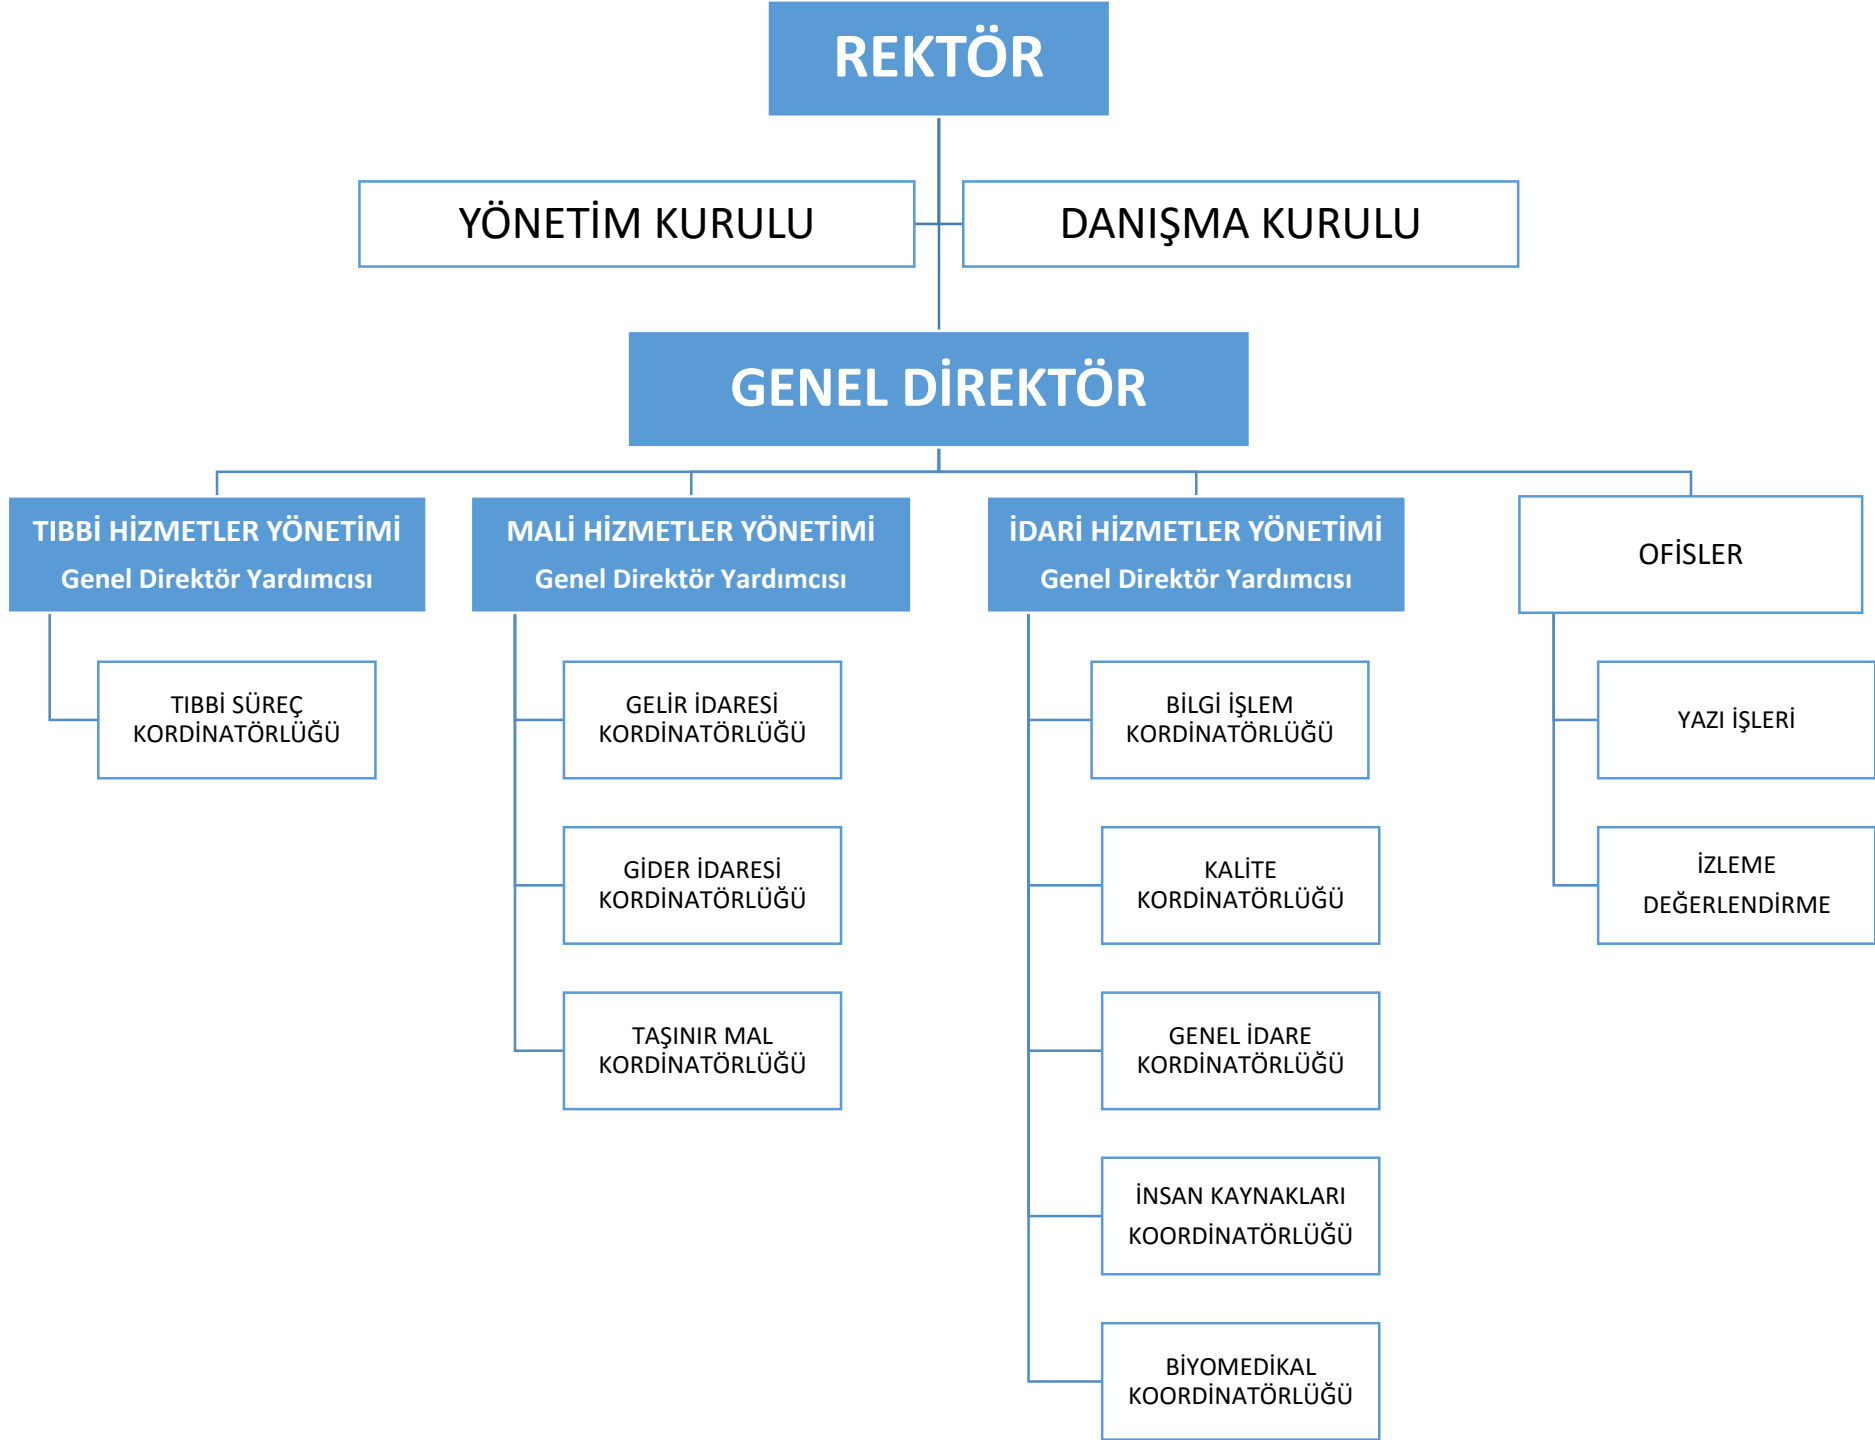 REKTÖR
YÖNETİM KURULU
DANIŞMA KURULU
GENEL DİREKTÖR
TIBBİ HİZMETLER YÖNETİMİ
Genel Direktör Yardımcısı
MALİ HİZMETLER YÖNETİMİ
Genel Direktör Yardımcısı
İDARİ HİZMETLER YÖNETİMİ
Genel Direktör Yardımcısı
OFİSLER
TIBBİ SÜREÇ
KORDİNATÖRLÜĞÜ
GELİR İDARESİ
KORDİNATÖRLÜĞÜ
BİLGİ İŞLEM
KORDİNATÖRLÜĞÜ
YAZI İŞLERİ
GİDER İDARESİ
KORDİNATÖRLÜĞÜ
KALİTE
KORDİNATÖRLÜĞÜ
İZLEME
DEĞERLENDİRME
TAŞINIR MAL
KORDİNATÖRLÜĞÜ
GENEL İDARE
KORDİNATÖRLÜĞÜ
İNSAN KAYNAKLARI
KOORDİNATÖRLÜĞÜ
BİYOMEDİKAL
KOORDİNATÖRLÜĞÜ